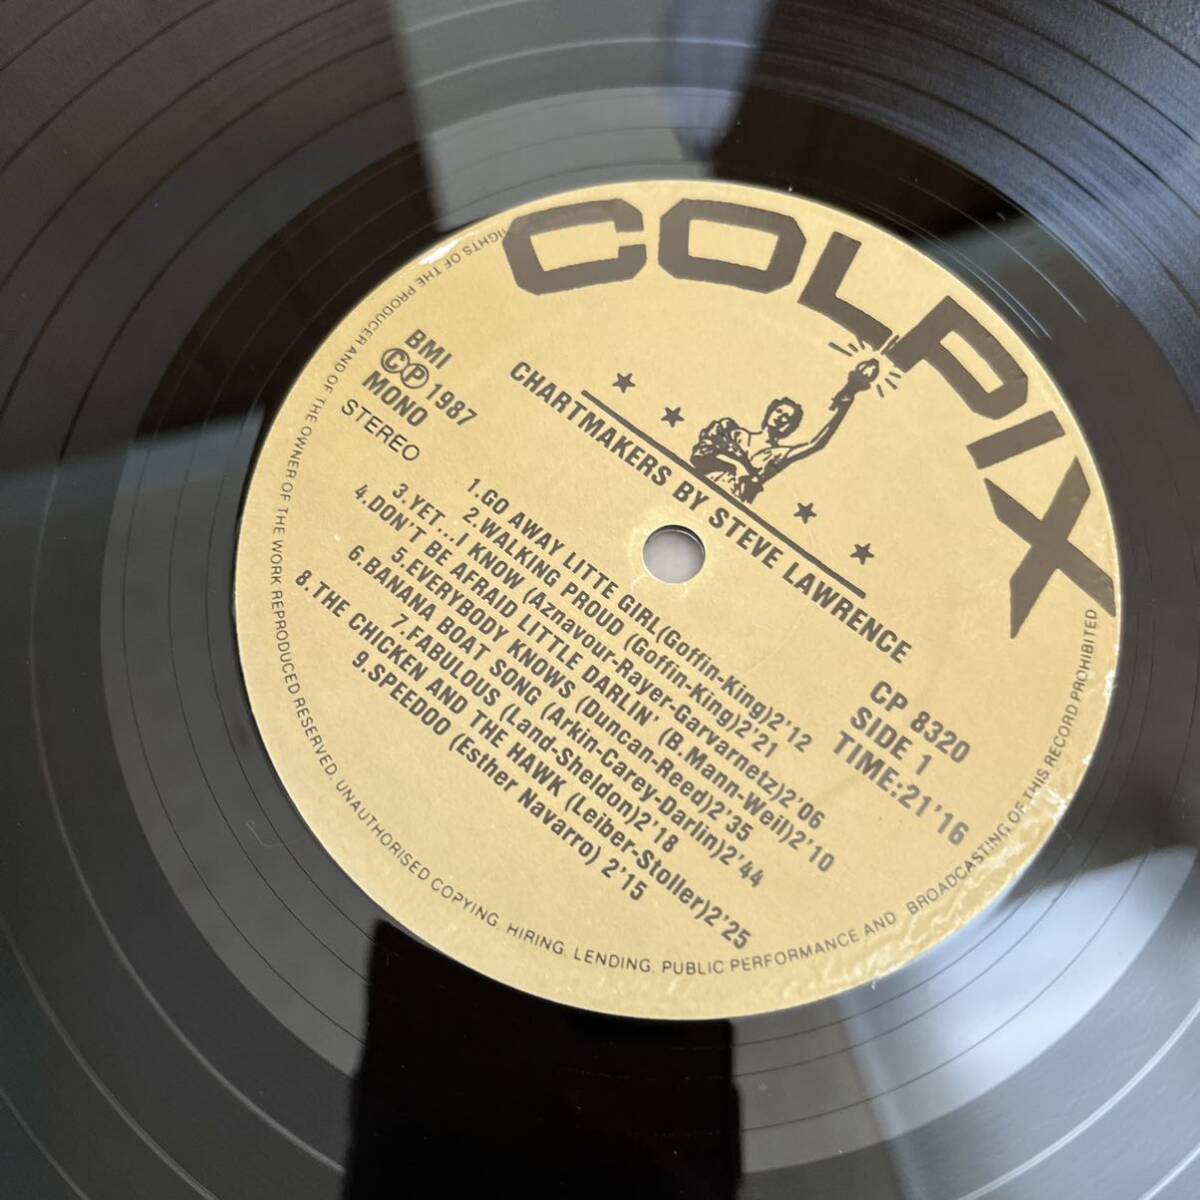 COLPIX
CHARTMAKERS BY STEVE LAWRENCE
BMI
ⒸⓅ 1987
MONO
STEREO
CP 8320
SIDE 1
TIME:21'16
1.GO AWAY LITTE GIRL(Goffin-King)2'12
2.WALKING PROUD (Goffin-King)2'21
3.YET...I KNOW (Aznavour-Rayer-Garvarnetz)2'06
4.DON'T BE AFRAID LITTLE DARLIN' (B. Mann-Weil)2'10
5.EVERYBODY KNOWS (Duncan-Reed)2'35
6.BANANA BOAT SONG (Arkin-Carey-Darlin)2'44
7.FABULOUS (Land-Sheldon)2'18
8.THE CHICKEN AND THE HAWK (Leiber-Stoller)2'25
9.SPEEDOO (Esther Navarro) 2'15
RIGHTS OF THE PRODUCER AND OF THE OWNER OF THE WORK REPRODUCED RESERVED. UNAUTHORISED COPYING. HIRING. LENDING. PUBLIC PERFORMANCE AND BROADCASTING OF THIS RECORD PROHIBITED